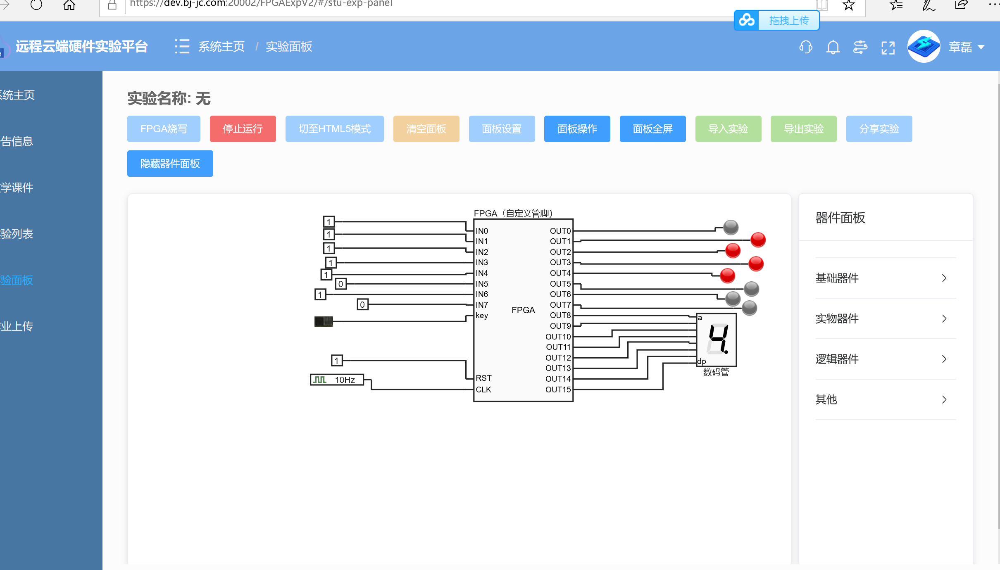 https://dev.bj-jc.com:20002/FPGAExpV2/#/stu-exp-panel
拖拽上传
远程云端硬件实验平台
系统主页 / 实验面板
章磊
系统主页
告信息
学课件
验列表
验面板
业上传
实验名称: 无
FPGA烧写
停止运行
切至HTML5模式
清空面板
面板设置
面板操作
面板全屏
导入实验
导出实验
分享实验
隐藏器件面板
FPGA（自定义管脚）
1
1
1
1
1
0
1
0
1
10Hz
IN0
IN1
IN2
IN3
IN4
IN5
IN6
IN7
key
RST
CLK
FPGA
OUT0
OUT1
OUT2
OUT3
OUT4
OUT5
OUT6
OUT7
OUT8
OUT9
OUT10
OUT11
OUT12
OUT13
OUT14
OUT15
a
4.
dp
数码管
器件面板
基础器件
实物器件
逻辑器件
其他